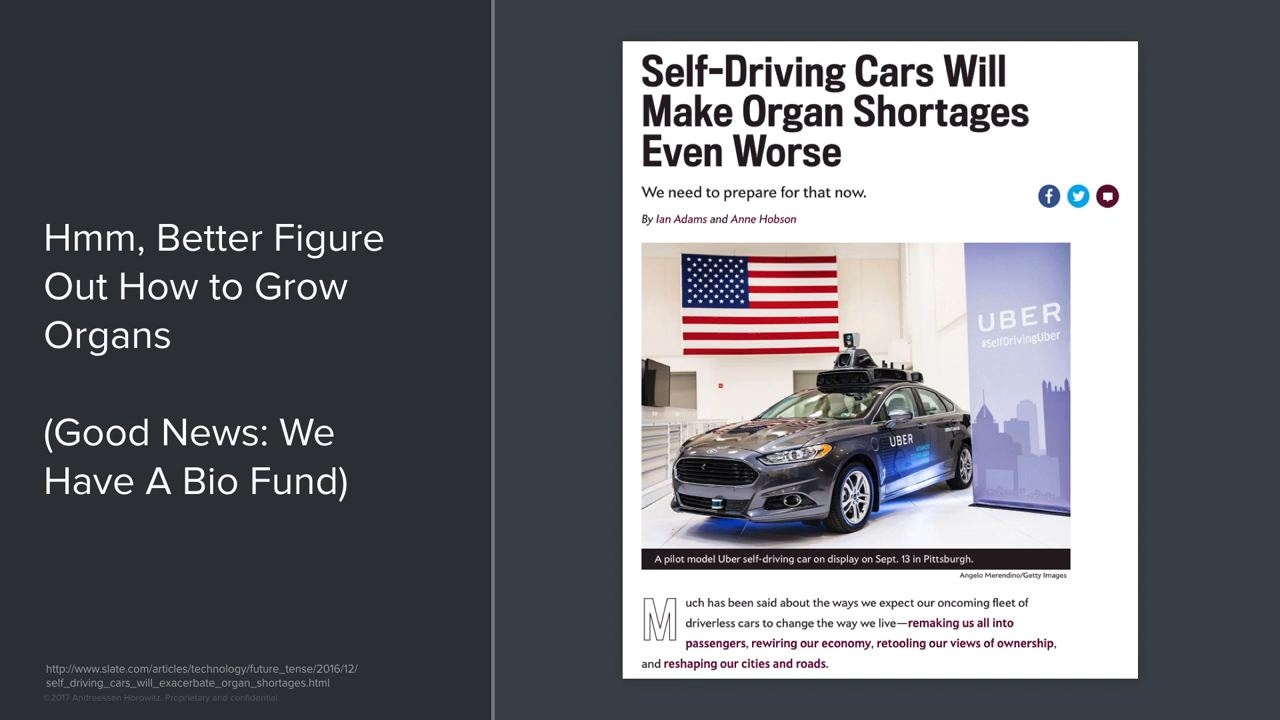 Hmm, Better Figure
Out How to Grow
Organs
(Good News: We
Have A Bio Fund)
http://www.slate.com/articles/technology/future_tense/2016/12/
self_driving_cars_will_exacerbate_organ_shortages.html
©2017 Andreessen Horowitz. Proprietary and confidential.
Self-Driving Cars Will
Make Organ Shortages
Even Worse
We need to prepare for that now.
By Ian Adams and Anne Hobson
UBER
#SelfDrivingUber
UBER
A pilot model Uber self-driving car on display on Sept. 13 in Pittsburgh.
Angelo Merendino/Getty Images
Much has been said about the ways we expect our oncoming fleet of
driverless cars to change the way we live—remaking us all into
passengers, rewiring our economy, retooling our views of ownership,
and reshaping our cities and roads.